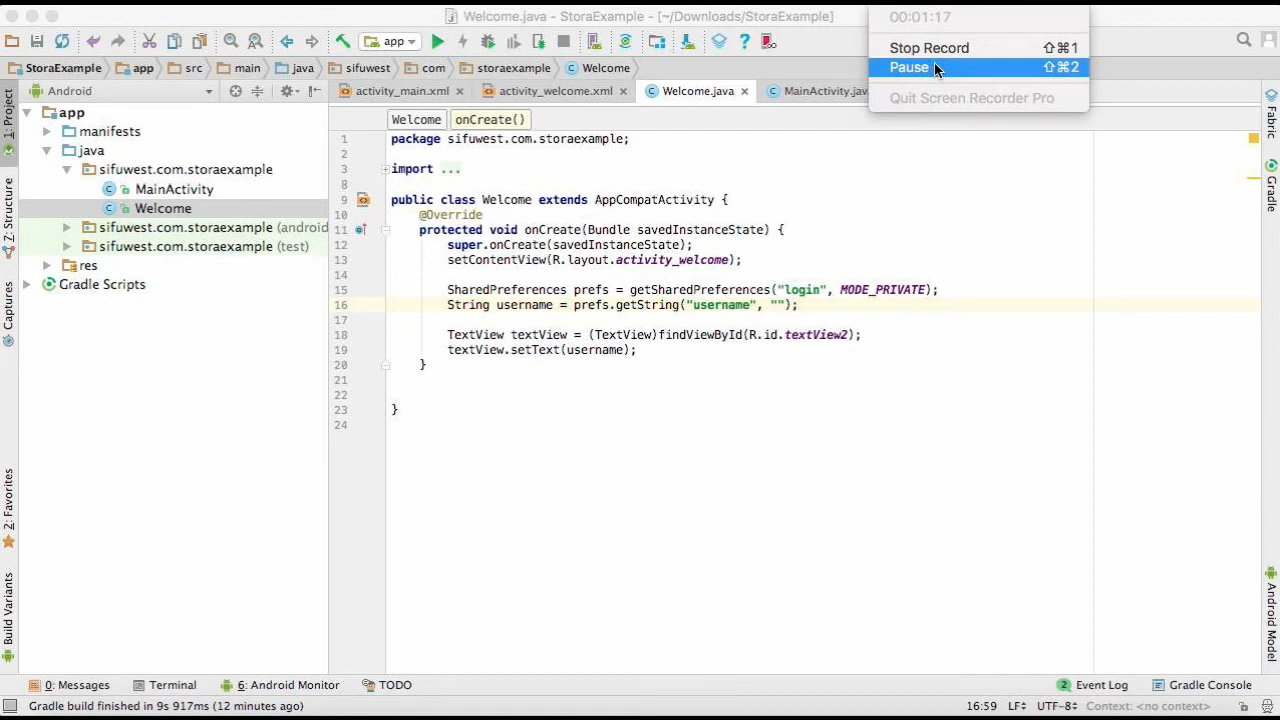 Welcome.java - StoraExample - [~/Downloads/StoraExample]
00:01:17
Stop Record ⇧⌘1
Pause ⇧⌘2
Quit Screen Recorder Pro
app
StoraExample app src main java sifuwest com storaexample Welcome
Android
activity_main.xml activity_welcome.xml Welcome.java MainActivity.jav
Welcome onCreate()
1: Project
Z: Structure
Captures
2: Favorites
Build Variants
app
manifests
java
sifuwest.com.storaexample
MainActivity
Welcome
sifuwest.com.storaexample (android
sifuwest.com.storaexample (test)
res
Gradle Scripts
1 package sifuwest.com.storaexample;
2
3 import ...
8
9 public class Welcome extends AppCompatActivity {
10 @Override
11 protected void onCreate(Bundle savedInstanceState) {
12 super.onCreate(savedInstanceState);
13 setContentView(R.layout.activity_welcome);
14
15 SharedPreferences prefs = getSharedPreferences("login", MODE_PRIVATE);
16 String username = prefs.getString("username", "");
17
18 TextView textView = (TextView)findViewById(R.id.textView2);
19 textView.setText(username);
20 }
21
22
23 }
24
Fabric
Gradle
Android Model
0: Messages Terminal 6: Android Monitor TODO 2 Event Log Gradle Console
Gradle build finished in 9s 917ms (12 minutes ago) 16:59 LF UTF-8 Context: <no context>